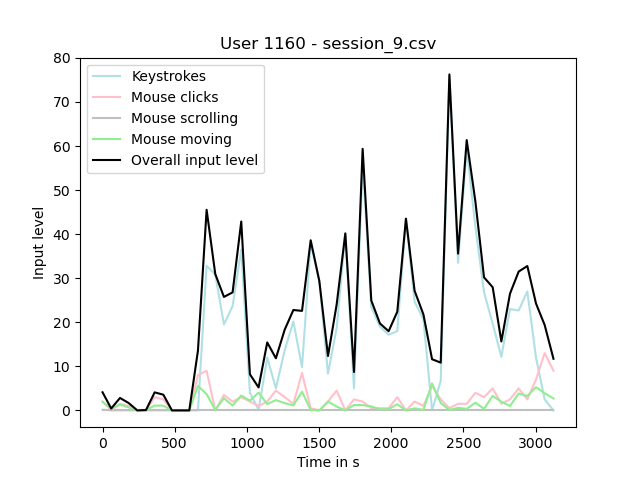 User 1160 - session_9.csv
80
70
60
50
40
30
20
10
0
Input level
Keystrokes
Mouse clicks
Mouse scrolling
Mouse moving
Overall input level
0 500 1000 1500 2000 2500 3000
Time in s